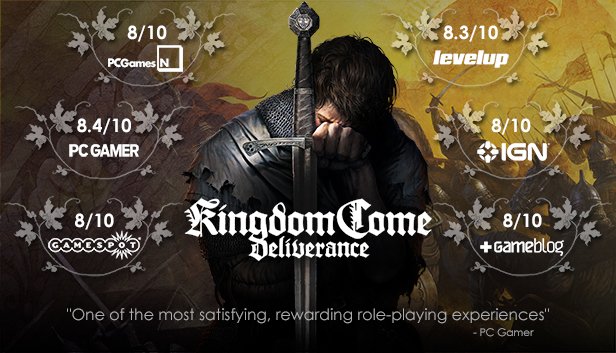 8/10
PCGamesN
8.3/10
levelup
8.4/10
PC GAMER
8/10
IGN
8/10
GAMESPOT
8/10
+gameblog
Kingdom Come
Deliverance
"One of the most satisfying, rewarding role-playing experiences"
- PC Gamer